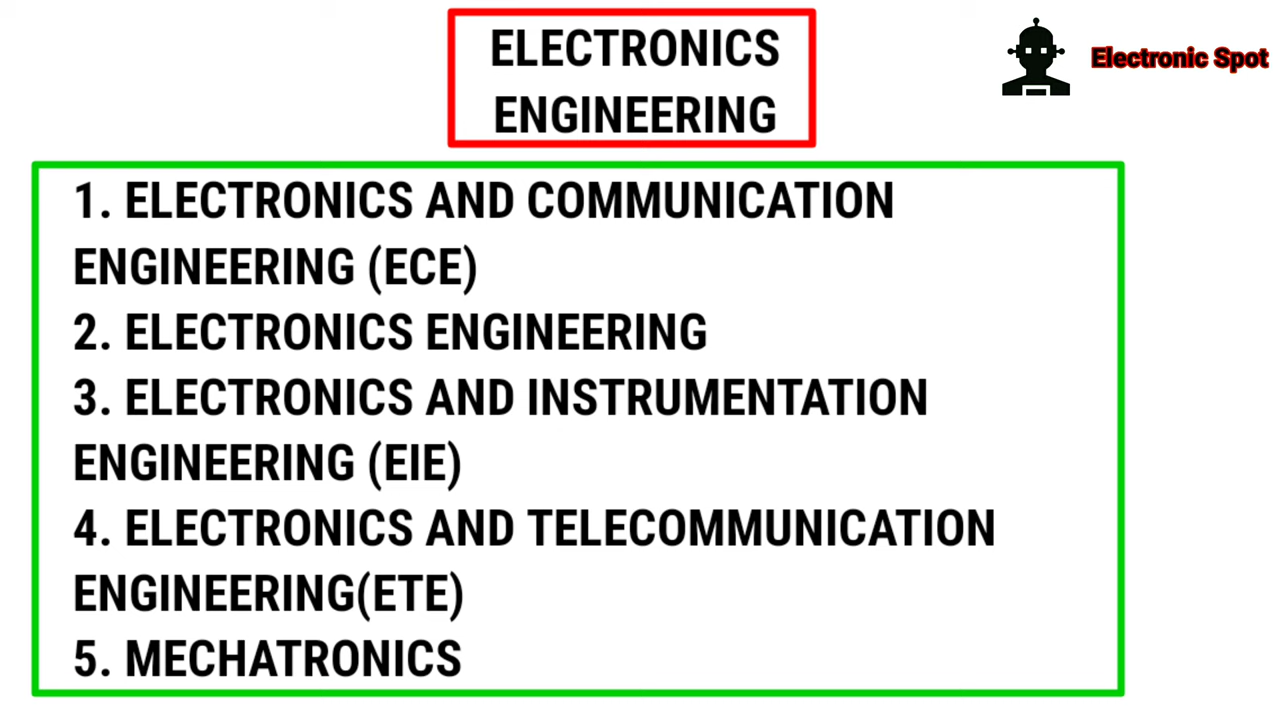 ELECTRONICS
ENGINEERING
Electronic Spot
1. ELECTRONICS AND COMMUNICATION
ENGINEERING (ECE)
2. ELECTRONICS ENGINEERING
3. ELECTRONICS AND INSTRUMENTATION
ENGINEERING (EIE)
4. ELECTRONICS AND TELECOMMUNICATION
ENGINEERING(ETE)
5. MECHATRONICS